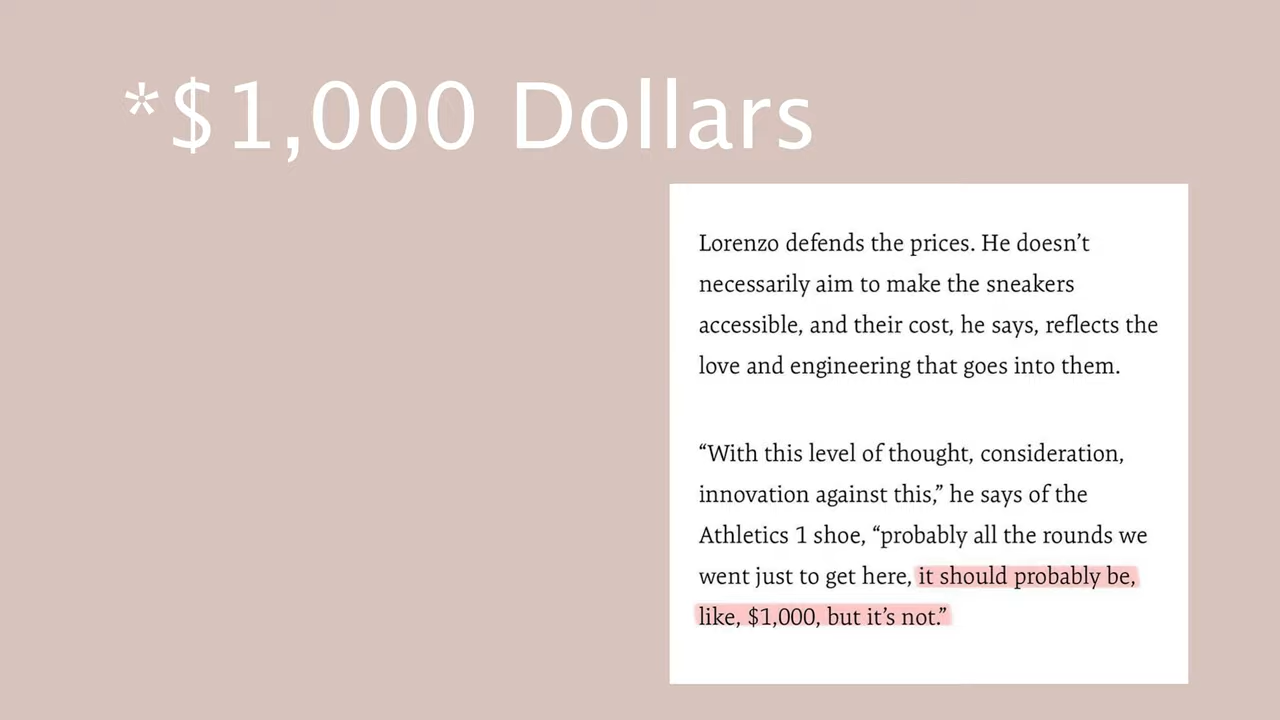 *$1,000 Dollars
Lorenzo defends the prices. He doesn’t
necessarily aim to make the sneakers
accessible, and their cost, he says, reflects the
love and engineering that goes into them.
“With this level of thought, consideration,
innovation against this,” he says of the
Athletics 1 shoe, “probably all the rounds we
went just to get here, it should probably be,
like, $1,000, but it’s not.”